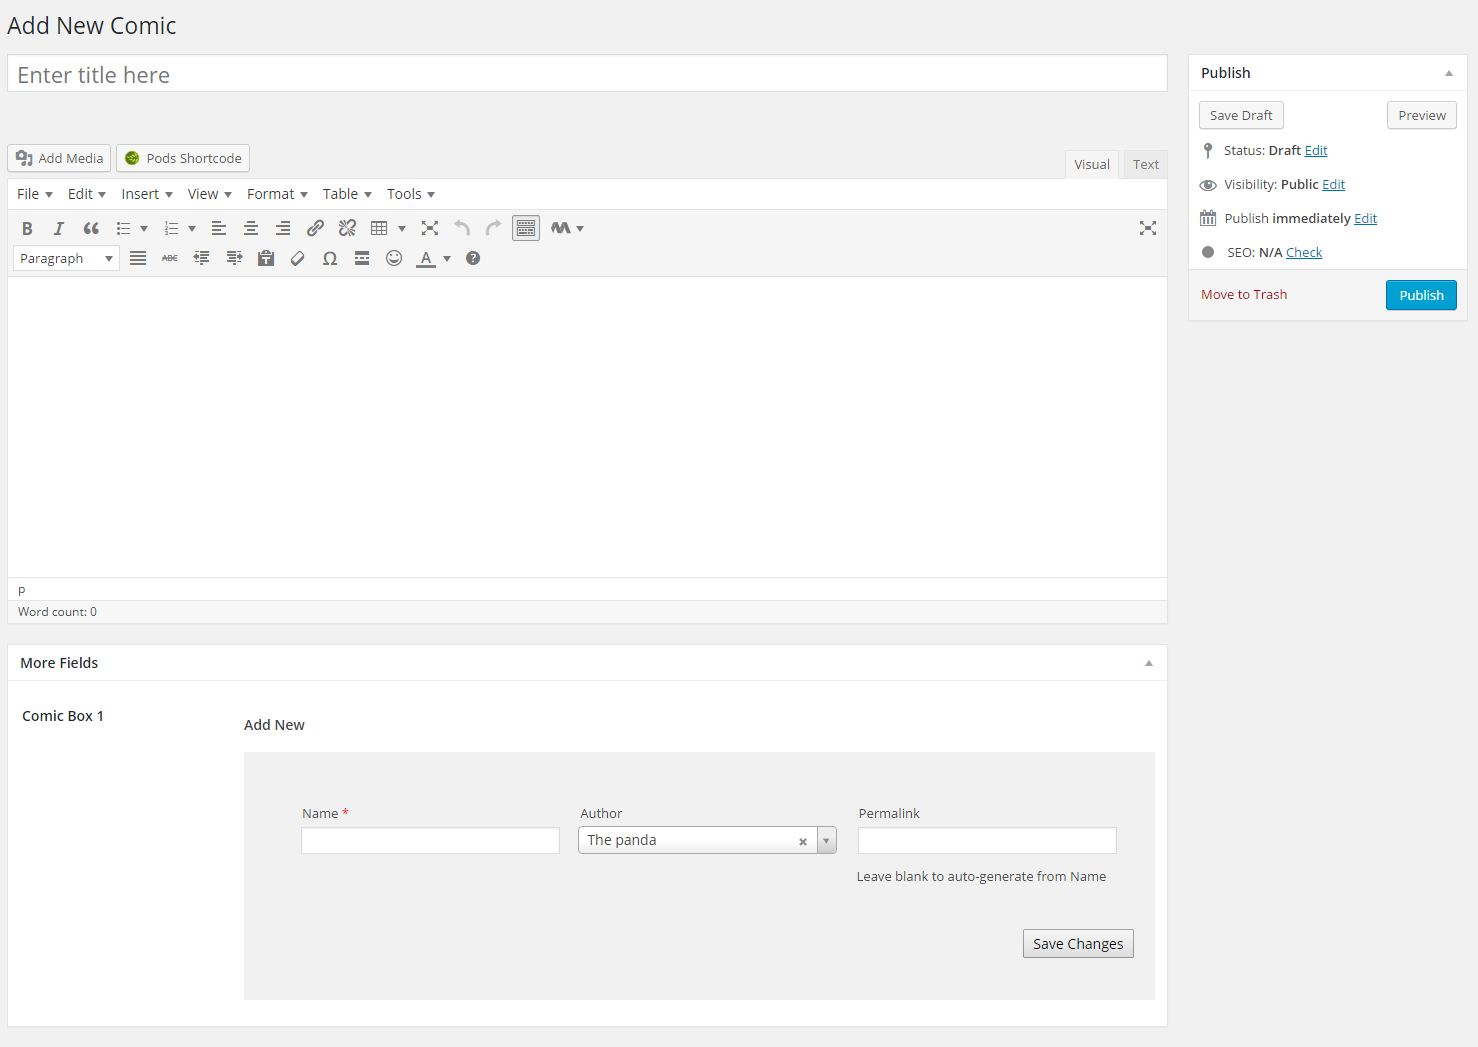 Add New Comic
Enter title here
Add Media Pods Shortcode Visual Text
File Edit Insert View Format Table Tools
B I
Paragraph ABC T Ω A ?
p
Word count: 0
More Fields
Comic Box 1
Add New
Name * Author Permalink
The panda ×
Leave blank to auto-generate from Name
Save Changes
Publish
Save Draft Preview
Status: Draft Edit
Visibility: Public Edit
Publish immediately Edit
SEO: N/A Check
Move to Trash Publish